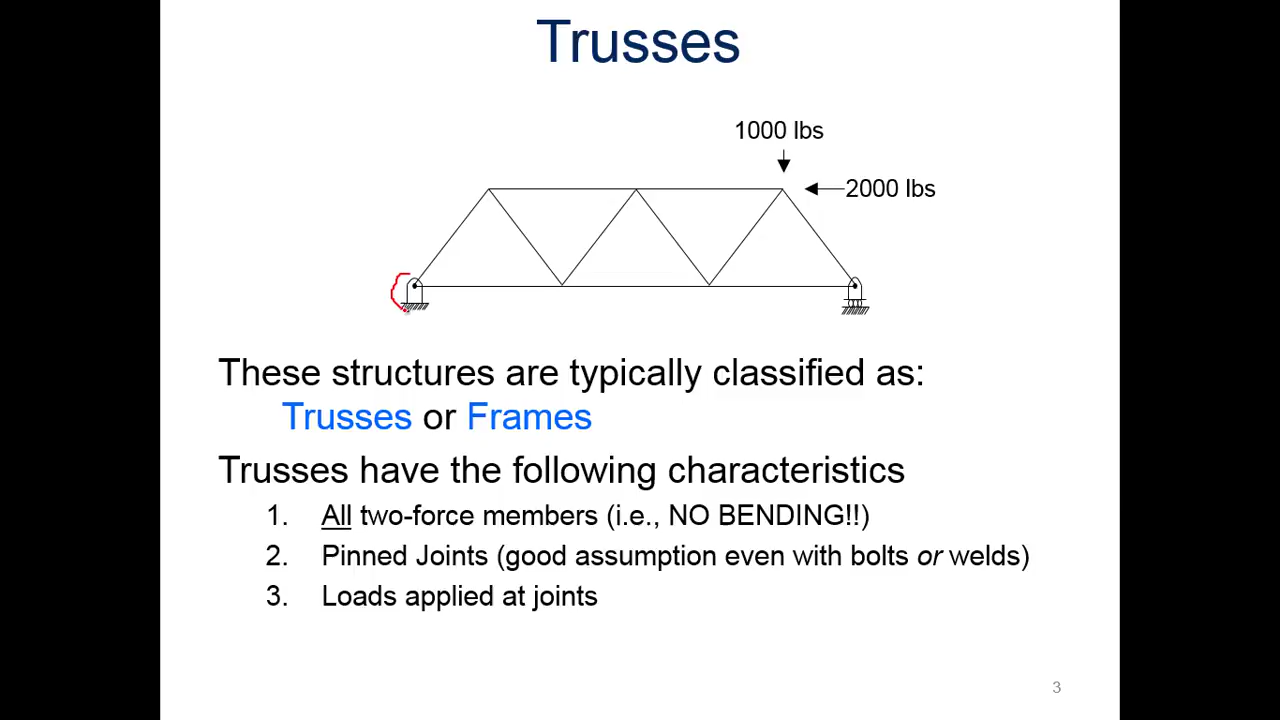 Trusses
1000 lbs
2000 lbs
These structures are typically classified as:
Trusses or Frames
Trusses have the following characteristics
1. All two-force members (i.e., NO BENDING!!)
2. Pinned Joints (good assumption even with bolts or welds)
3. Loads applied at joints
3